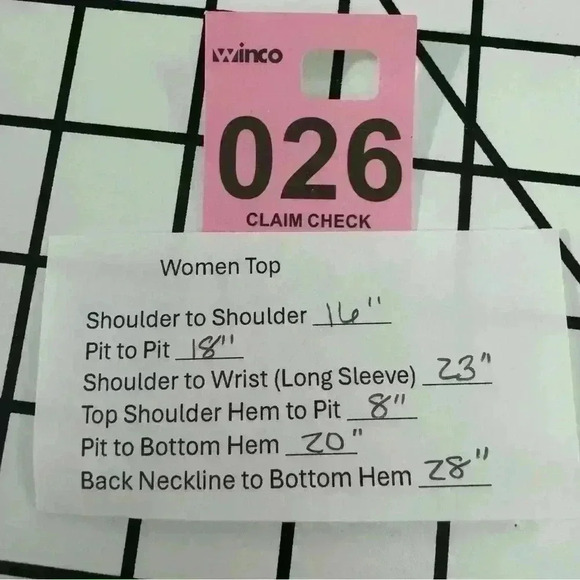 Winco
026
CLAIM CHECK
Women Top
Shoulder to Shoulder 16"
Pit to Pit 18"
Shoulder to Wrist (Long Sleeve) 23"
Top Shoulder Hem to Pit 8"
Pit to Bottom Hem 20"
Back Neckline to Bottom Hem 28"